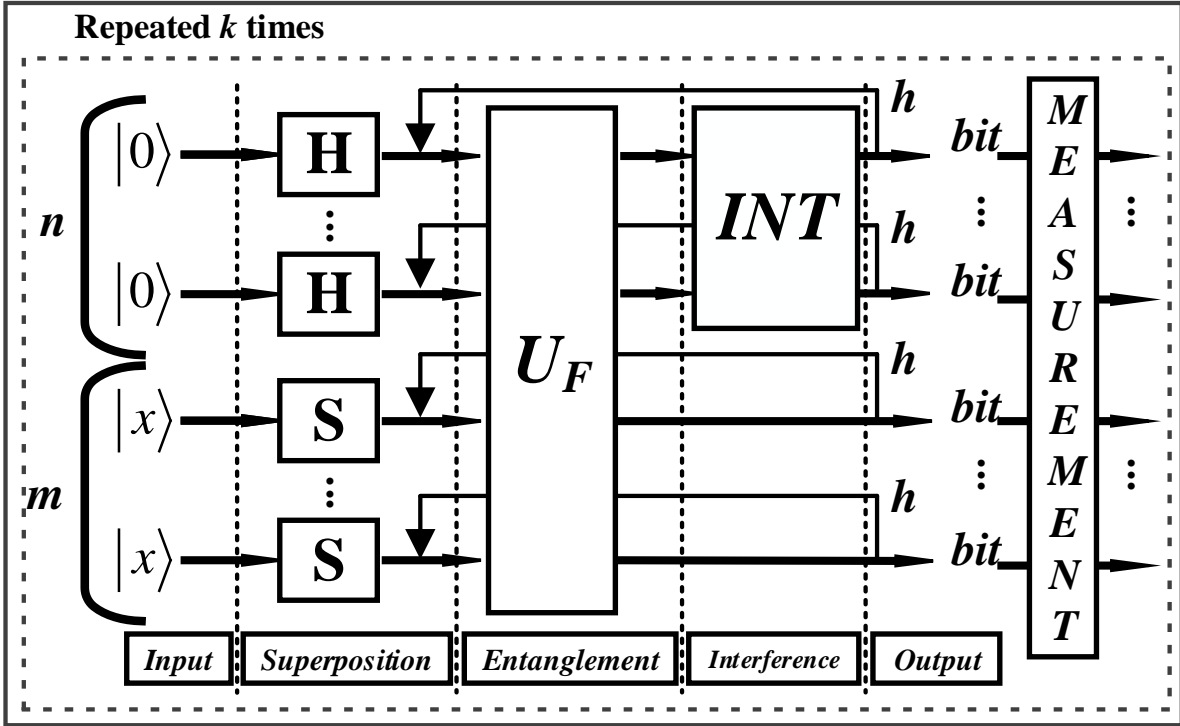 Repeated k times
h
|0⟩ H bit
⋮ ⋮ ⋮
n INT h
|0⟩ H bit
U_F
h
|x⟩ S bit
⋮ ⋮ ⋮
m h
|x⟩ S bit
MEASUREMENT
Input Superposition Entanglement Interference Output